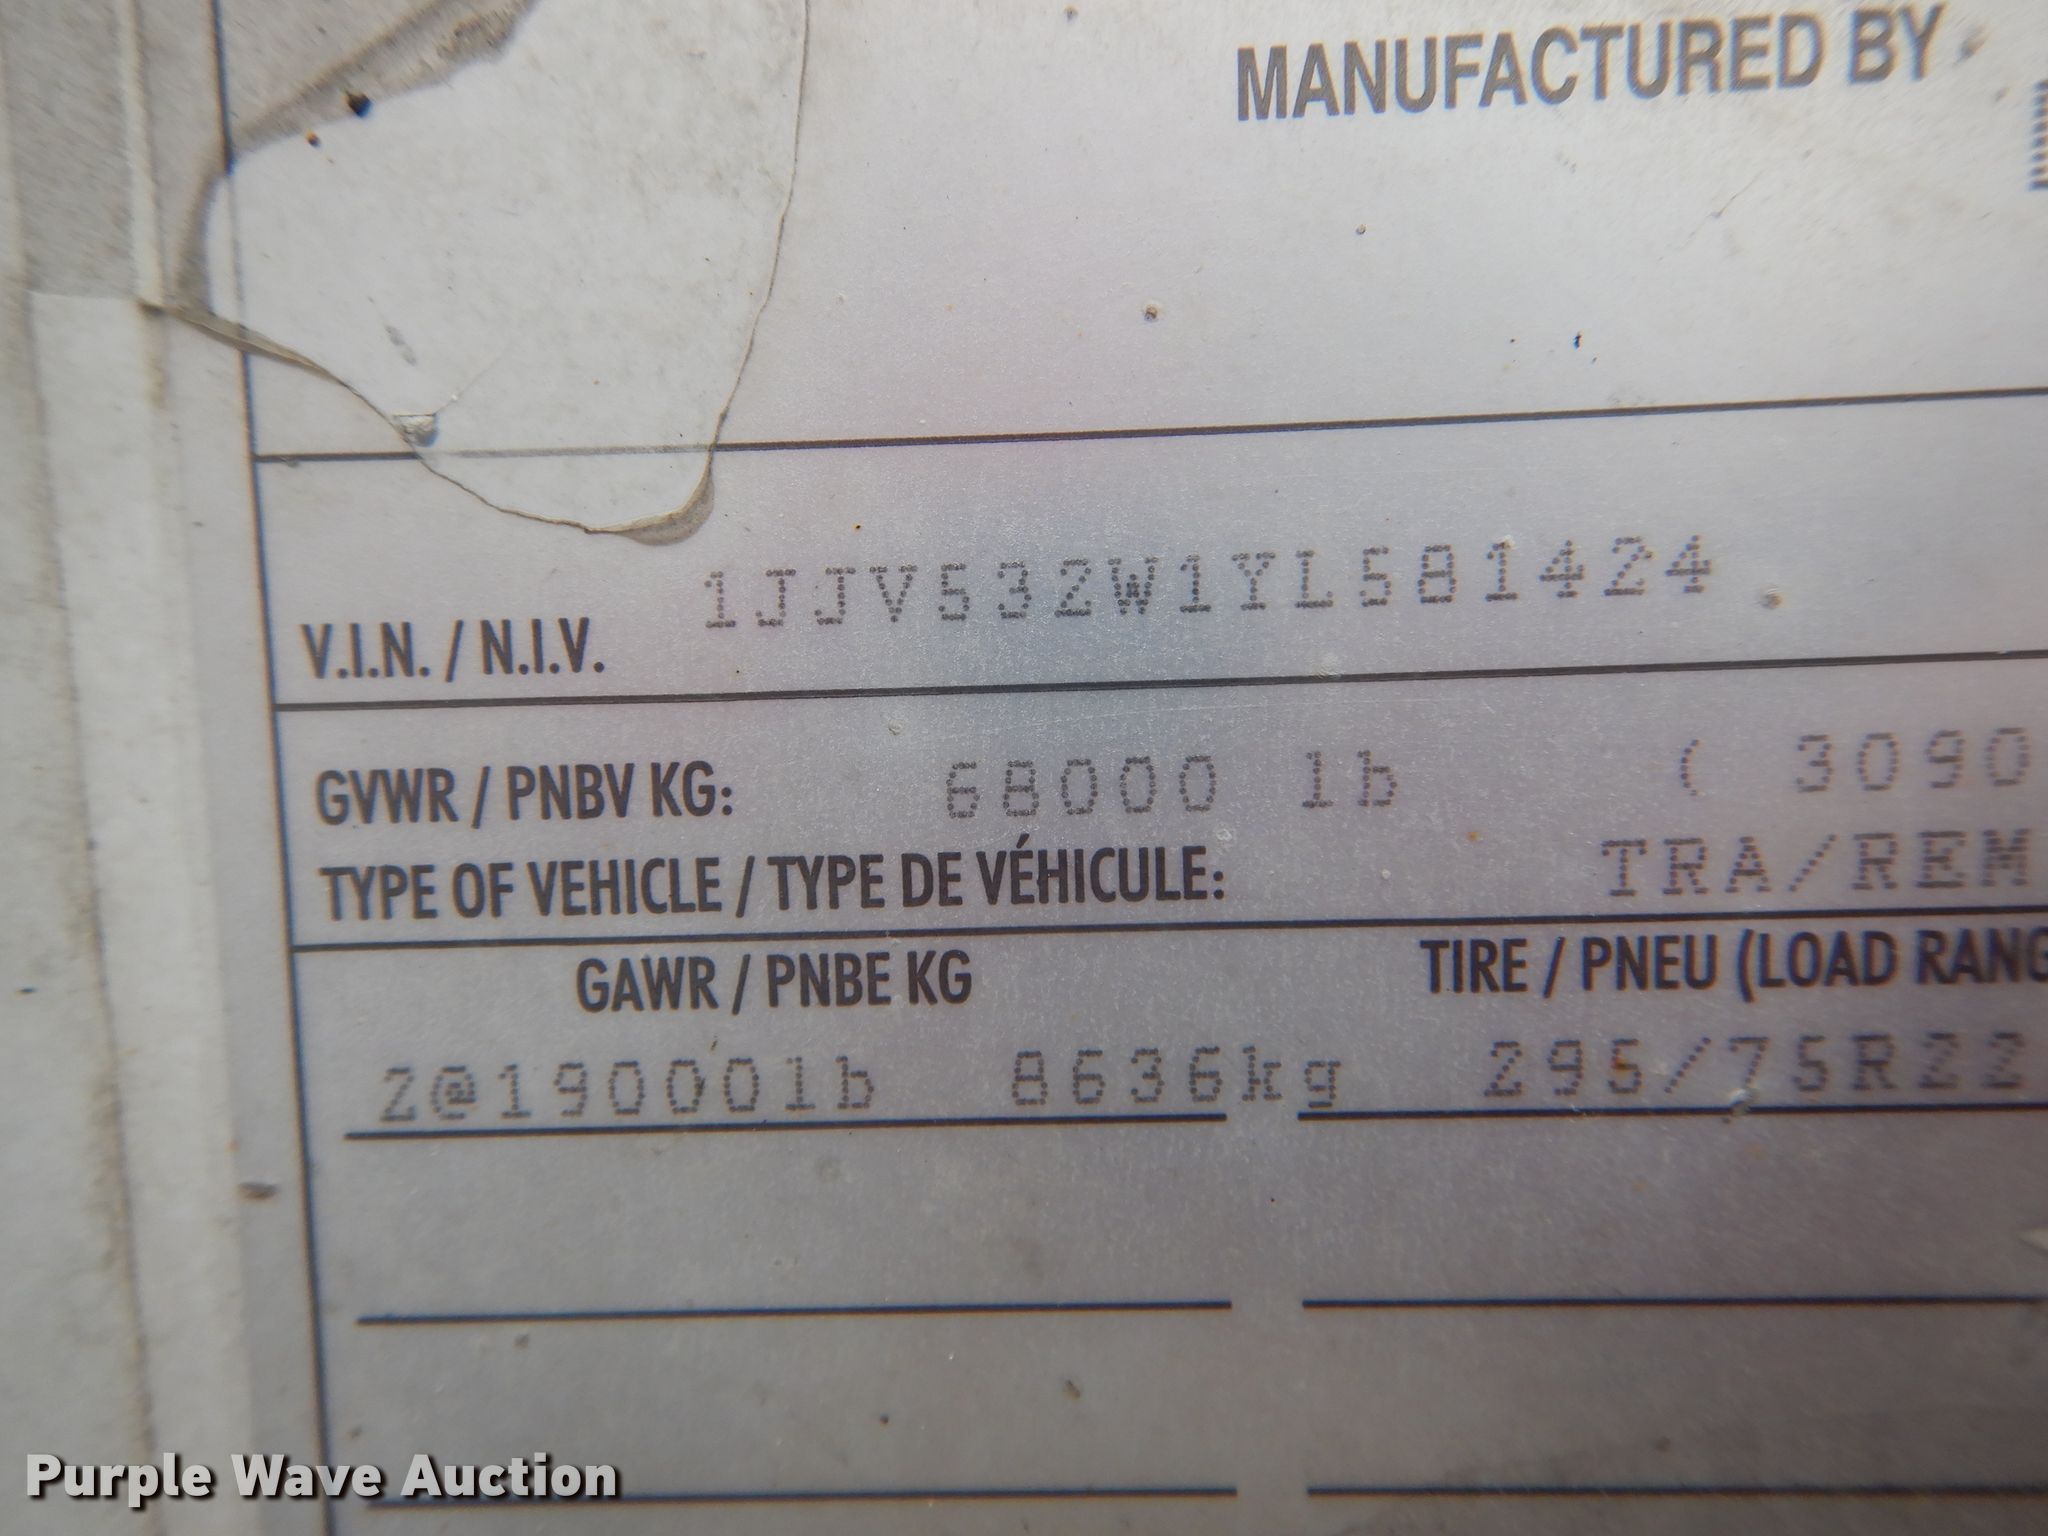 MANUFACTURED BY
V.I.N. / N.I.V. 1JJV532W1YL581424
GVWR / PNBV KG: 68000 lb ( 3090
TYPE OF VEHICLE / TYPE DE VÉHICULE: TRA/REM
GAWR / PNBE KG TIRE / PNEU (LOAD RANG
2@19000lb 8636kg 295/75R22
Purple Wave Auction